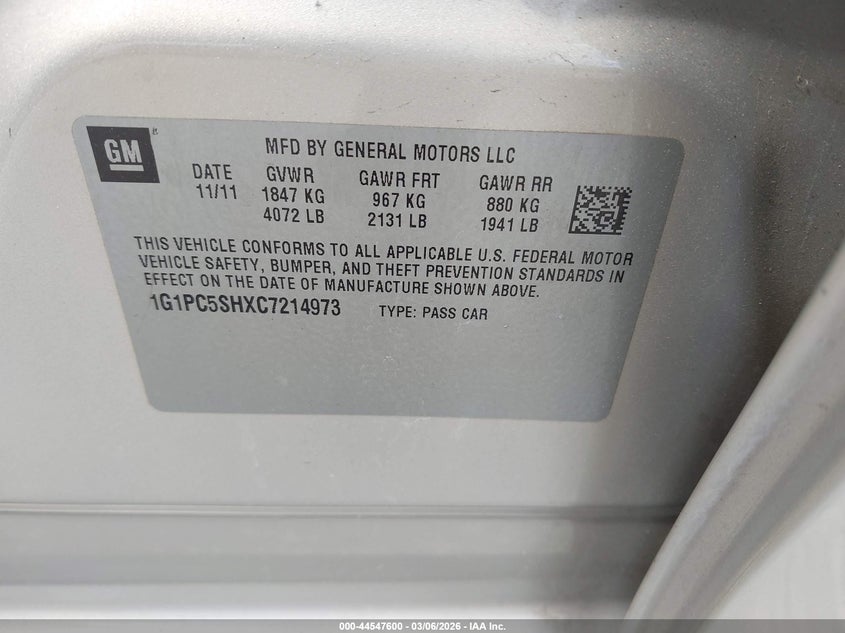 GM
MFD BY GENERAL MOTORS LLC
DATE GVWR GAWR FRT GAWR RR
11/11 1847 KG 967 KG 880 KG
4072 LB 2131 LB 1941 LB
THIS VEHICLE CONFORMS TO ALL APPLICABLE U.S. FEDERAL MOTOR
VEHICLE SAFETY, BUMPER, AND THEFT PREVENTION STANDARDS IN
EFFECT ON THE DATE OF MANUFACTURE SHOWN ABOVE.
1G1PC5SHXC7214973 TYPE: PASS CAR
000-44547600 — 03/06/2026 — IAA Inc.